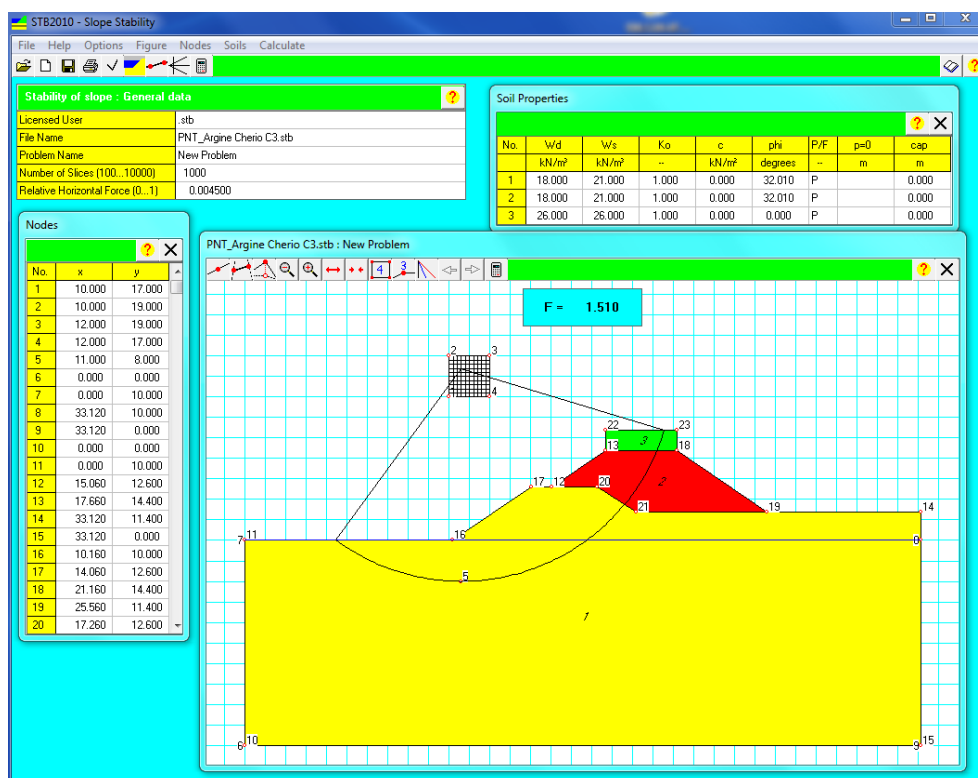 STB2010 - Slope Stability
File Help Options Figure Nodes Soils Calculate
Stability of slope : General data ?
Licensed User .stb
File Name PNT_Argine Cherio C3.stb
Problem Name New Problem
Number of Slices (100...10000) 1000
Relative Horizontal Force (0...1) 0.004500
Soil Properties
?
No. Wd Ws Ko c phi P/F p=0 cap
kN/m³ kN/m³ -- kN/m² degrees -- m m
1 18.000 21.000 1.000 0.000 32.010 P 0.000
2 18.000 21.000 1.000 0.000 32.010 P 0.000
3 26.000 26.000 1.000 0.000 0.000 P 0.000
Nodes
?
No. x y
1 10.000 17.000
2 10.000 19.000
3 12.000 19.000
4 12.000 17.000
5 11.000 8.000
6 0.000 0.000
7 0.000 10.000
8 33.120 10.000
9 33.120 0.000
10 0.000 0.000
11 0.000 10.000
12 15.060 12.600
13 17.660 14.400
14 33.120 11.400
15 33.120 0.000
16 10.160 10.000
17 14.060 12.600
18 21.160 14.400
19 25.560 11.400
20 17.260 12.600
PNT_Argine Cherio C3.stb : New Problem
4 3 ?
F = 1.510
2 3
4
22 23
3
13 18
17 12 20 2
21 19 14
7 11 16 8
5
1
6 10 9 15